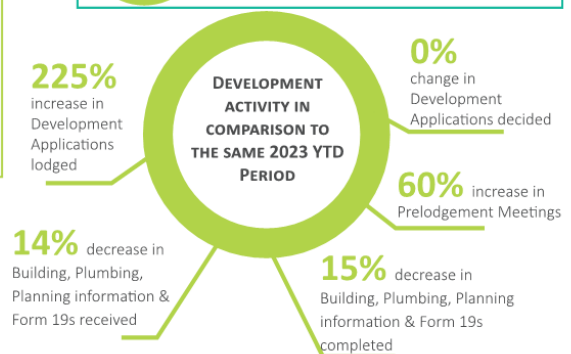 DEVELOPMENT
ACTIVITY IN
COMPARISON TO
THE SAME 2023 YTD
PERIOD
225%
increase in
Development
Applications
lodged
0%
change in
Development
Applications decided
60% increase in
Prelodgement Meetings
14% decrease in
Building, Plumbing,
Planning information &
Form 19s received
15% decrease in
Building, Plumbing, Planning
information & Form 19s
completed